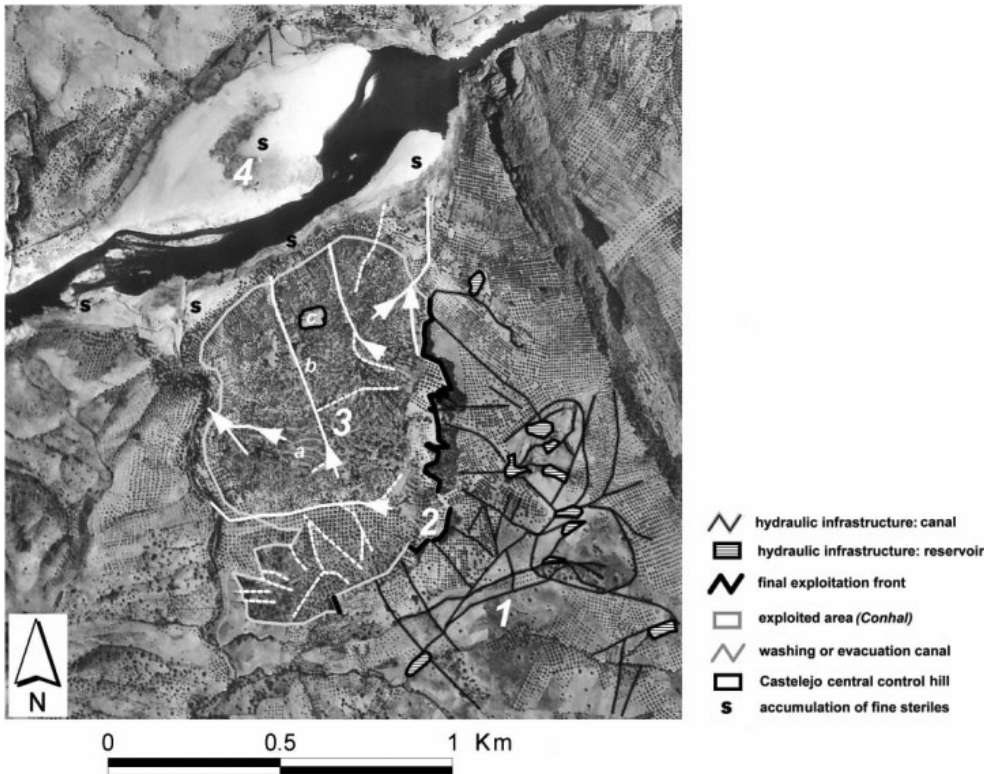 s
4
s
s
s
s
c
b
3
a
2
1
N
0 0.5 1 Km
hydraulic infrastructure: canal
hydraulic infrastructure: reservoir
final exploitation front
exploited area (Conhal)
washing or evacuation canal
Castelejo central control hill
s accumulation of fine steriles